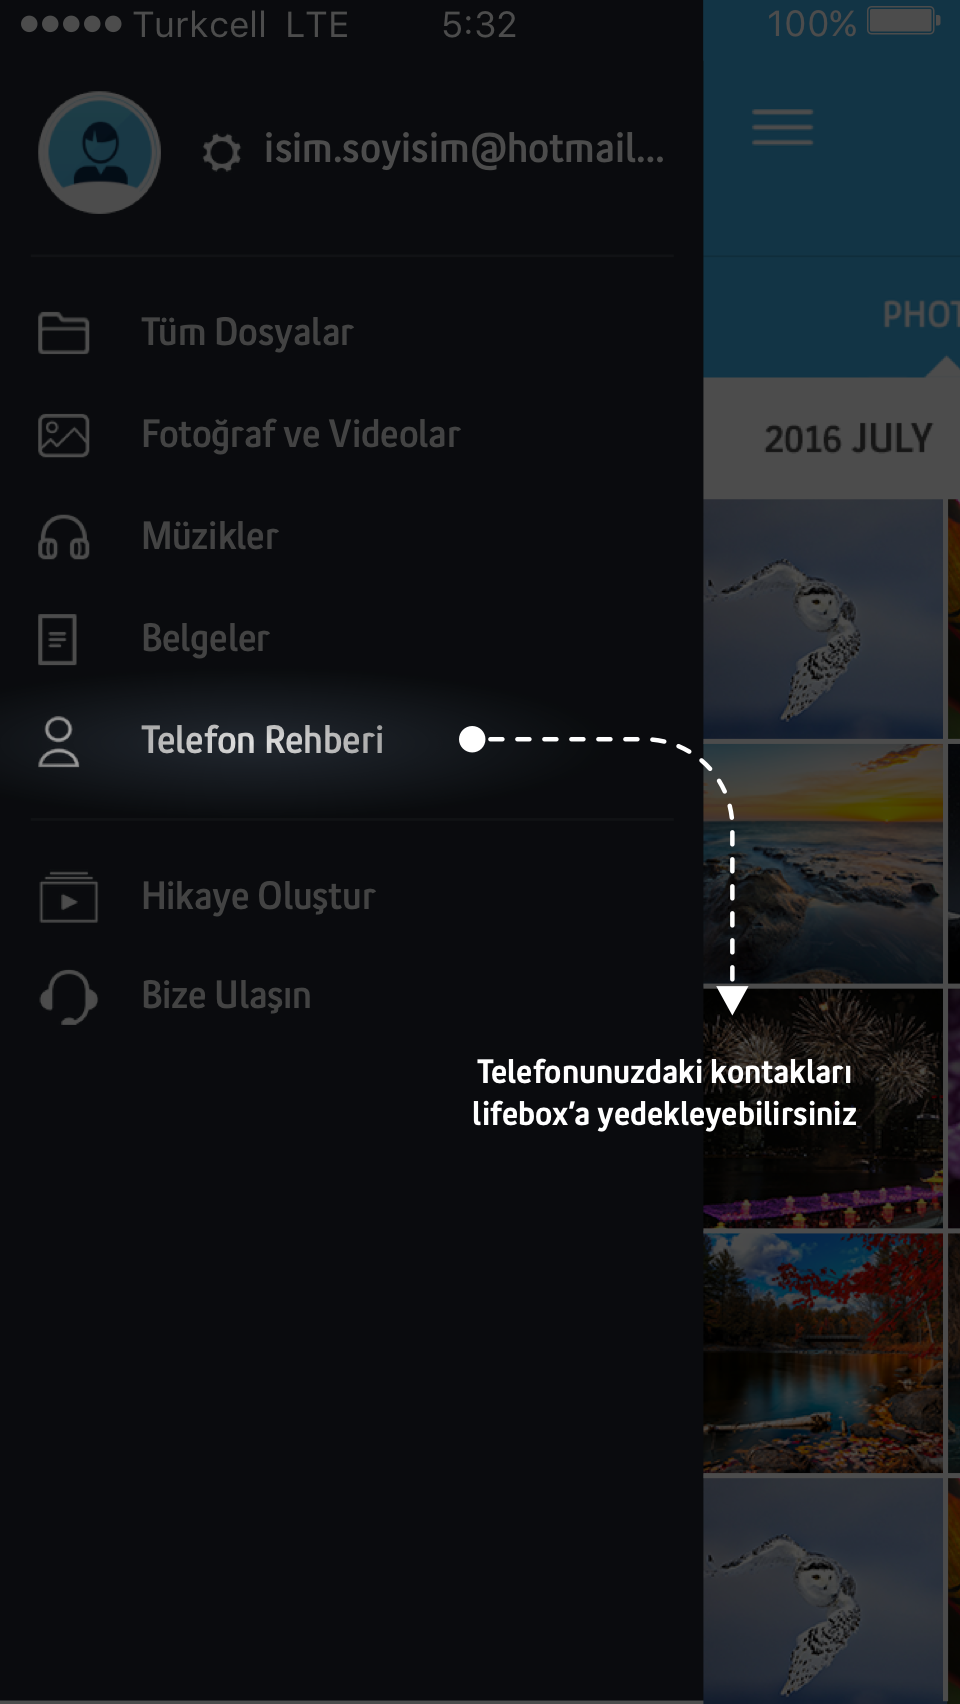 Turkcell LTE 5:32 100%
isim.soyisim@hotmail...
PHOT
2016 JULY
Tüm Dosyalar
Fotoğraf ve Videolar
Müzikler
Belgeler
Telefon Rehberi
Hikaye Oluştur
Bize Ulaşın
Telefonunuzdaki kontakları
lifebox’a yedekleyebilirsiniz